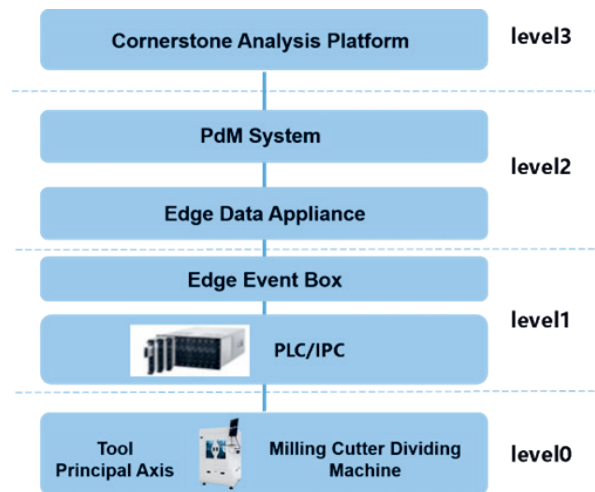 Cornerstone Analysis Platform
level3
PdM System
level2
Edge Data Appliance
Edge Event Box
level1
PLC/IPC
Tool
Principal Axis
Milling Cutter Dividing
Machine
level0